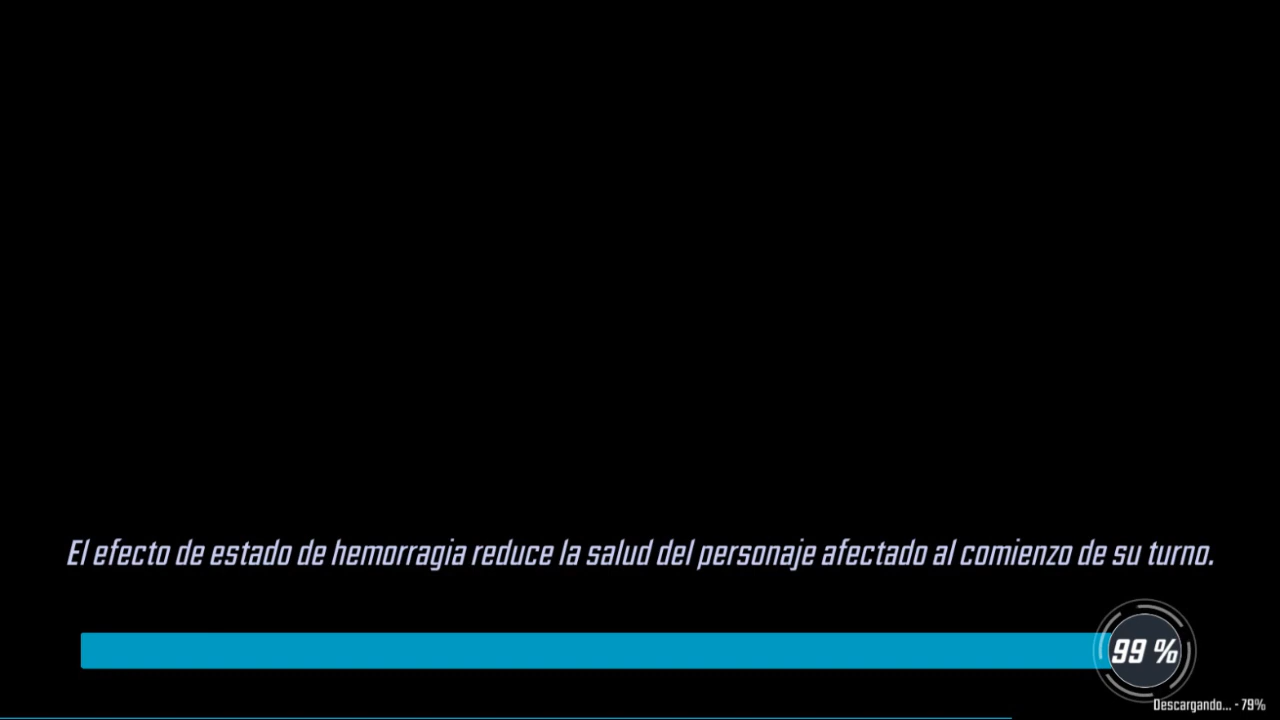 El efecto de estado de hemorragia reduce la salud del personaje afectado al comienzo de su turno.
99 %
Descargando... - 79%